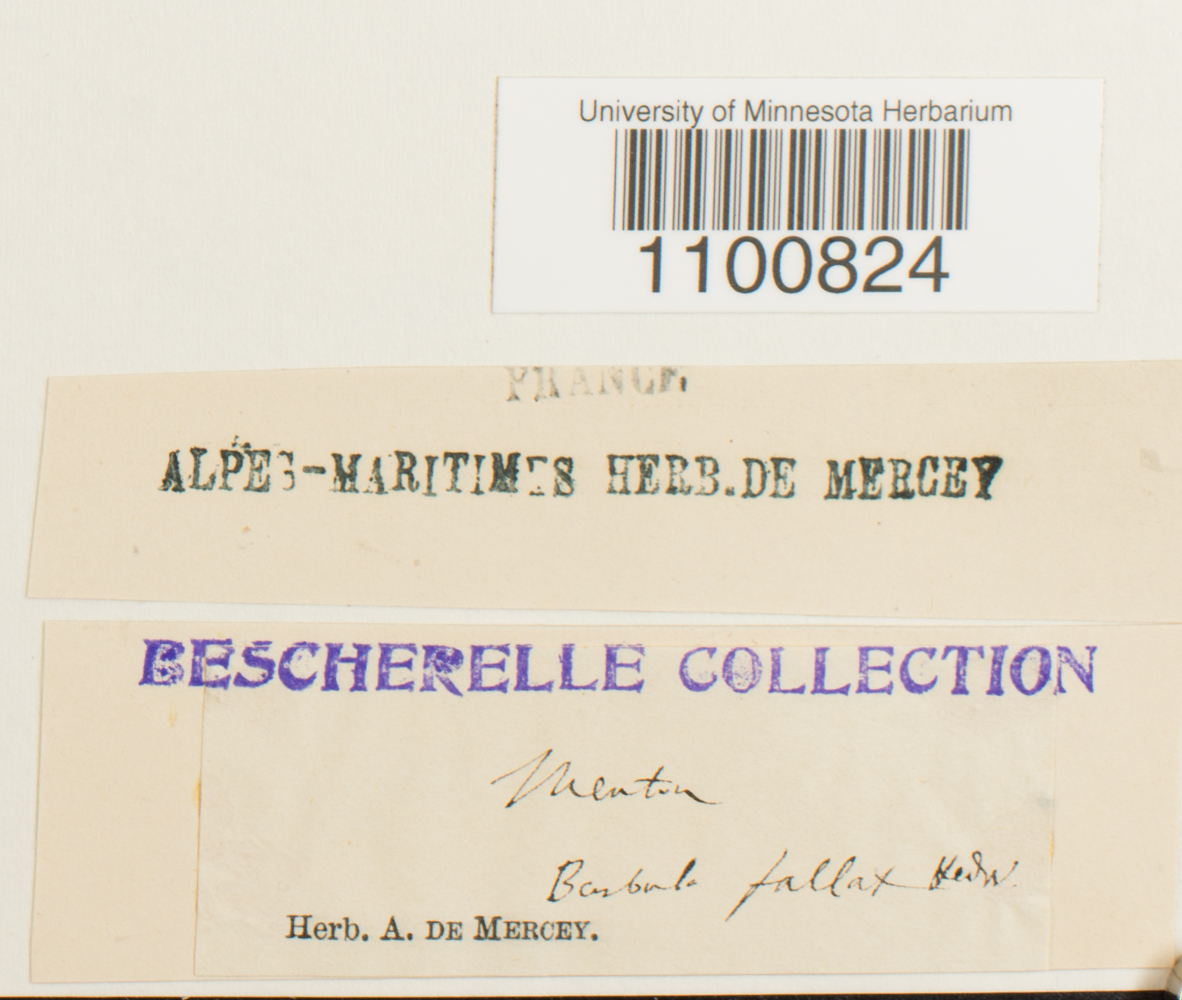 University of Minnesota Herbarium
1100824
FRANCE.
ALPES-MARITIMES HERB.DE MERCEY
BESCHERELLE COLLECTION
Menton
Barbula fallax Hedw.
Herb. A. DE MERCEY.